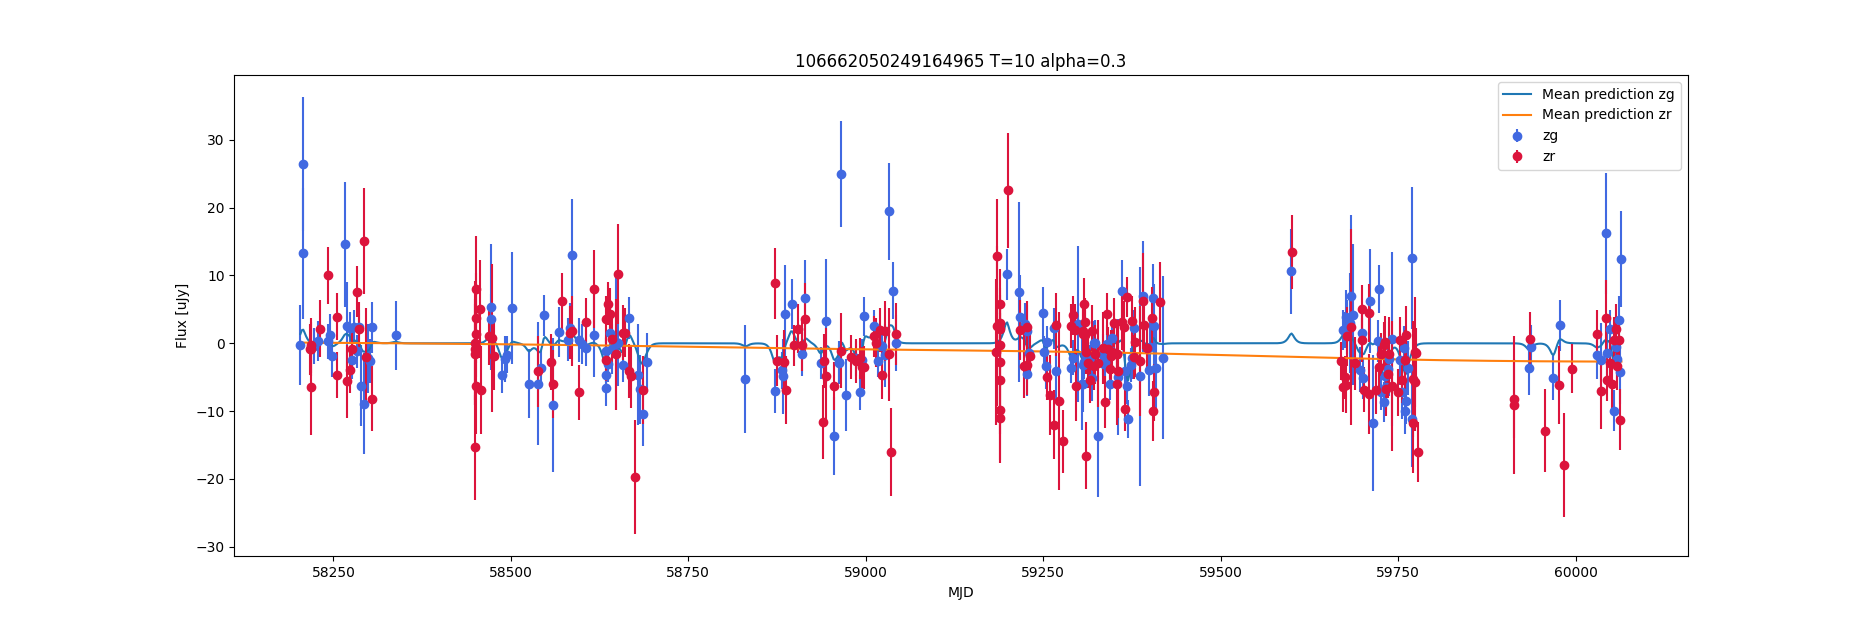 106662050249164965 T=10 alpha=0.3
Mean prediction zg
Mean prediction zr
zg
zr
Flux [uJy]
30
20
10
0
−10
−20
−30
58250 58500 58750 59000 59250 59500 59750 60000
MJD